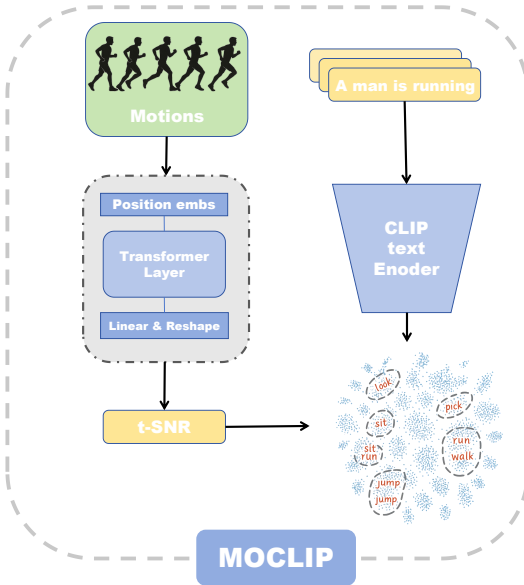 Motions
A man is running
Position embs
Transformer
Layer
Linear & Reshape
CLIP
text
Enoder
t-SNR
look
pick
sit
run
walk
sit
run
jump
jump
MOCLIP